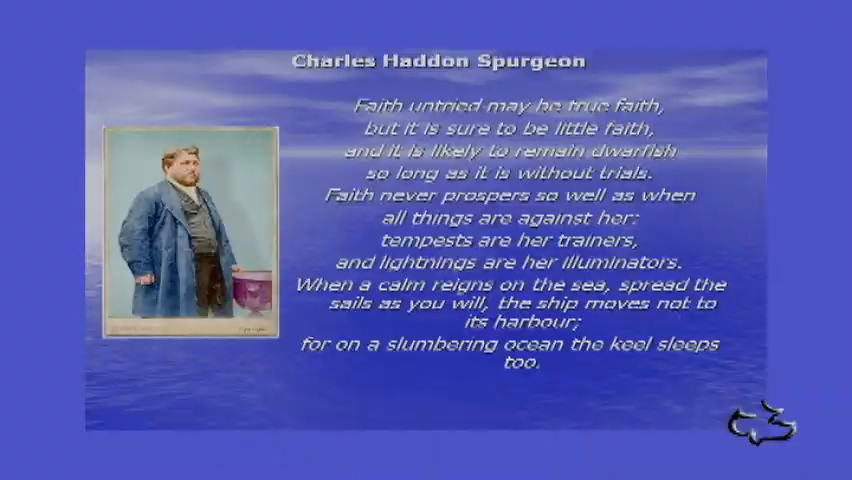 Charles Haddon Spurgeon
Faith untried may be true faith,
but it is sure to be little faith,
and it is likely to remain dwarfish
so long as it is without trials.
Faith never prospers so well as when
all things are against her:
tempests are her trainers,
and lightnings are her illuminators.
When a calm reigns on the sea, spread the
sails as you will, the ship moves not to
its harbour;
for on a slumbering ocean the keel sleeps
too.